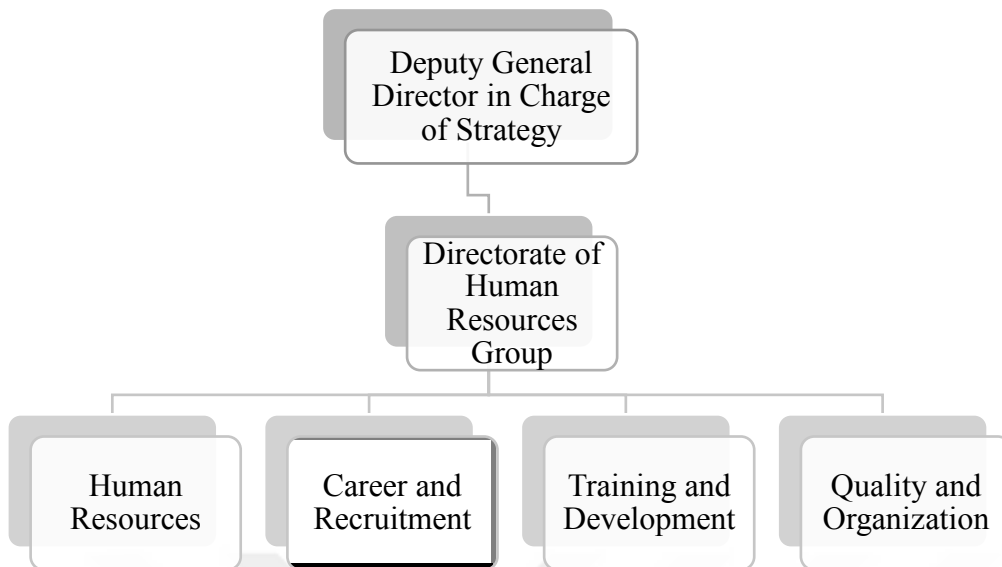 Deputy General
Director in Charge
of Strategy
Directorate of
Human
Resources
Group
Human
Resources
Career and
Recruitment
Training and
Development
Quality and
Organization